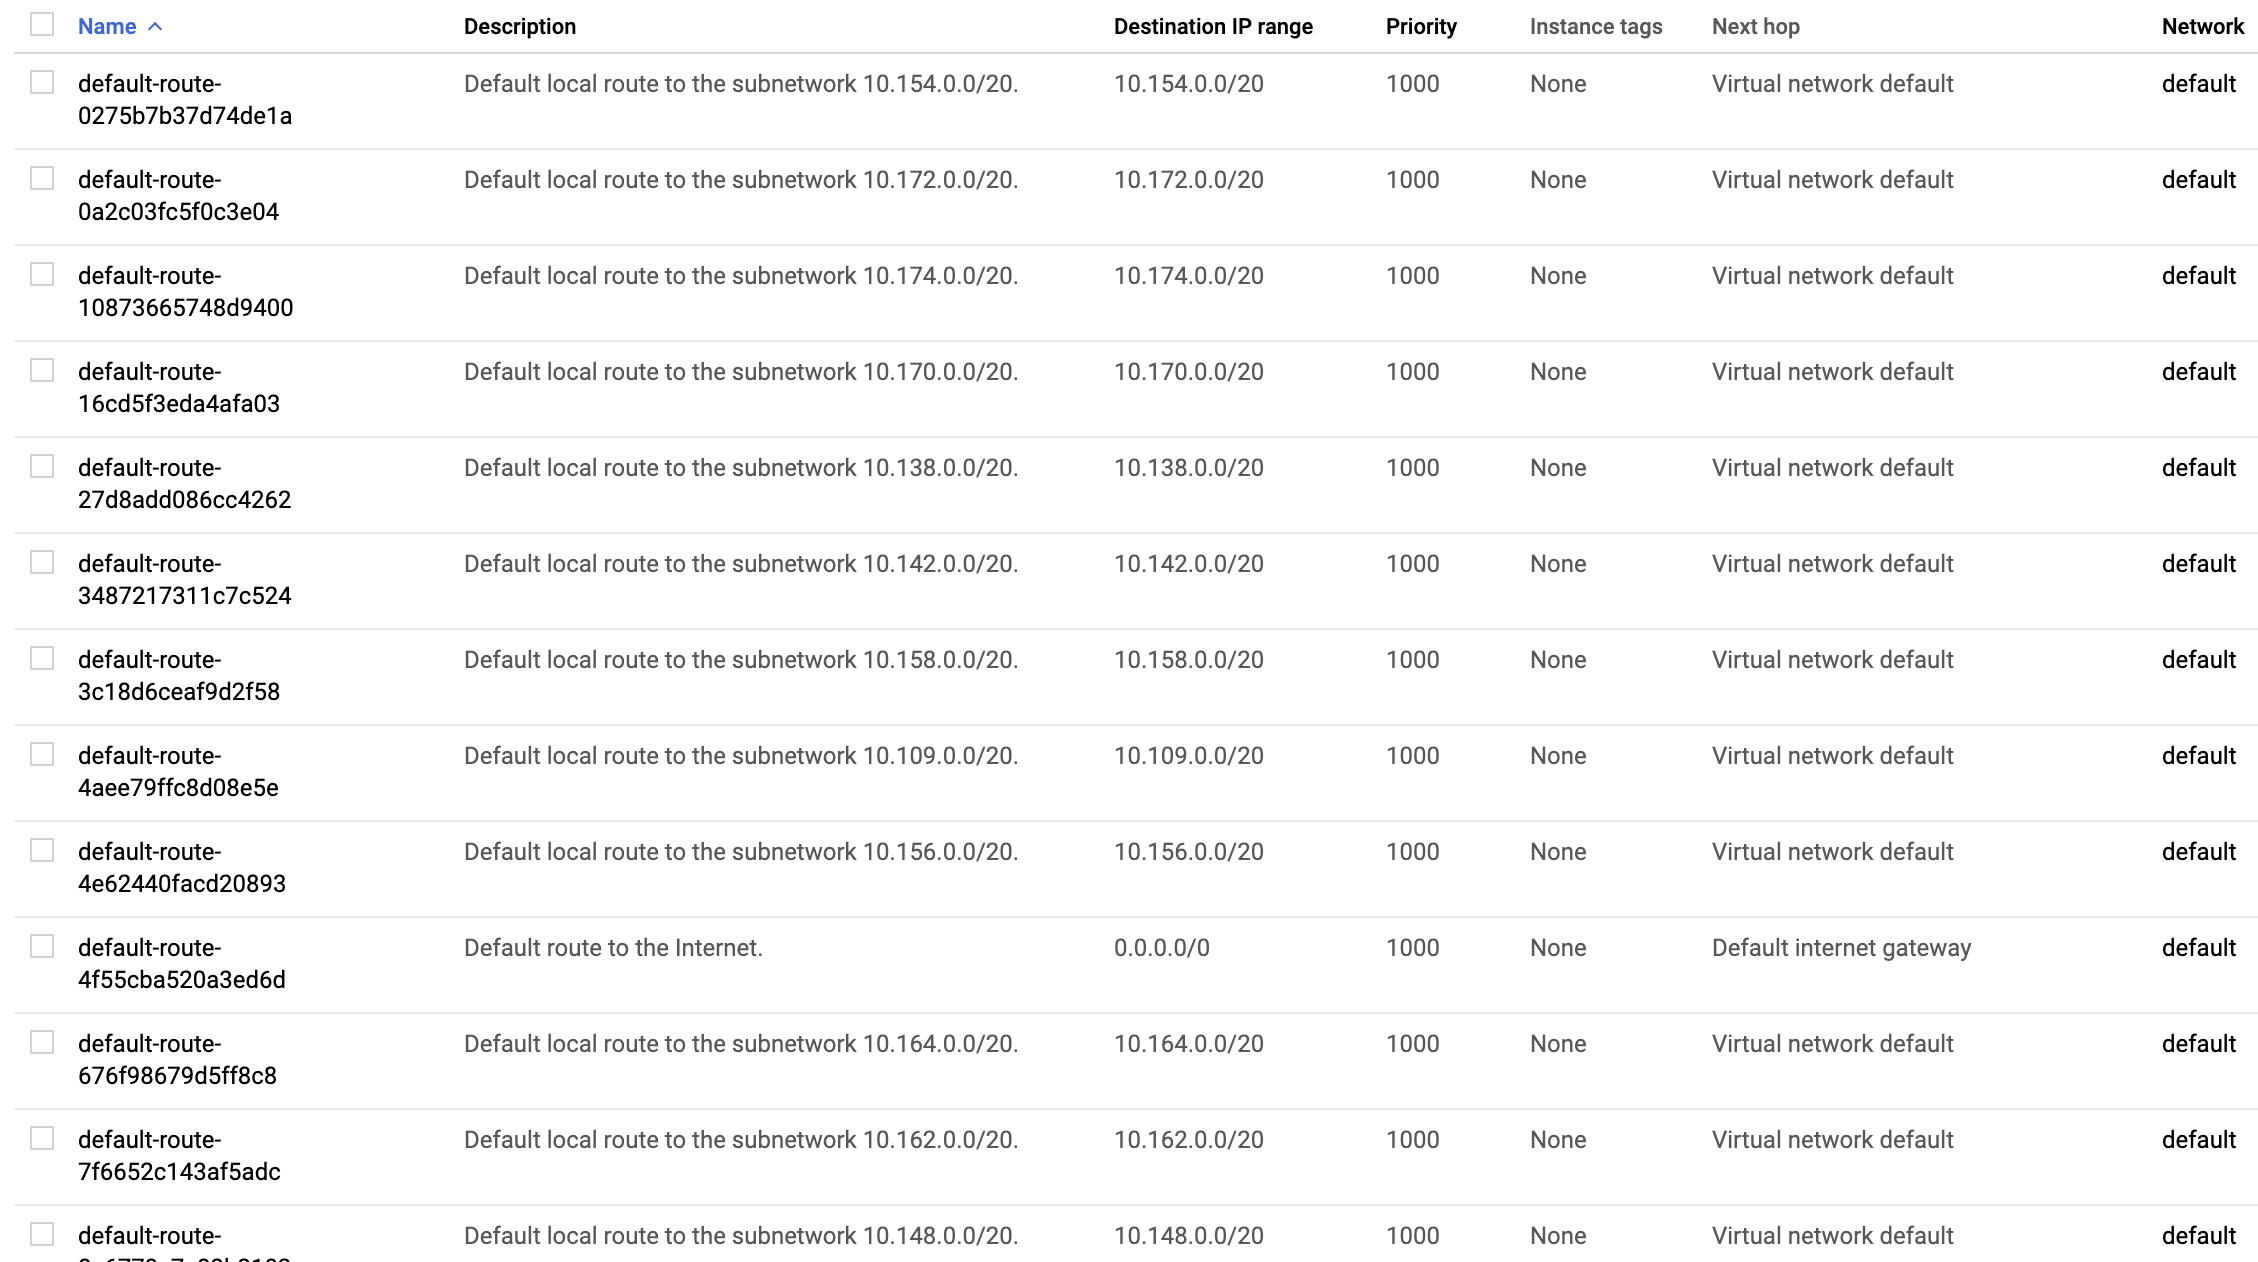 Name Description Destination IP range Priority Instance tags Next hop Network
default-route- Default local route to the subnetwork 10.154.0.0/20. 10.154.0.0/20 1000 None Virtual network default default
0275b7b37d74de1a
default-route- Default local route to the subnetwork 10.172.0.0/20. 10.172.0.0/20 1000 None Virtual network default default
0a2c03fc5f0c3e04
default-route- Default local route to the subnetwork 10.174.0.0/20. 10.174.0.0/20 1000 None Virtual network default default
10873665748d9400
default-route- Default local route to the subnetwork 10.170.0.0/20. 10.170.0.0/20 1000 None Virtual network default default
16cd5f3eda4afa03
default-route- Default local route to the subnetwork 10.138.0.0/20. 10.138.0.0/20 1000 None Virtual network default default
27d8add086cc4262
default-route- Default local route to the subnetwork 10.142.0.0/20. 10.142.0.0/20 1000 None Virtual network default default
3487217311c7c524
default-route- Default local route to the subnetwork 10.158.0.0/20. 10.158.0.0/20 1000 None Virtual network default default
3c18d6ceaf9d2f58
default-route- Default local route to the subnetwork 10.109.0.0/20. 10.109.0.0/20 1000 None Virtual network default default
4aee79ffc8d08e5e
default-route- Default local route to the subnetwork 10.156.0.0/20. 10.156.0.0/20 1000 None Virtual network default default
4e62440facd20893
default-route- Default route to the Internet. 0.0.0.0/0 1000 None Default internet gateway default
4f55cba520a3ed6d
default-route- Default local route to the subnetwork 10.164.0.0/20. 10.164.0.0/20 1000 None Virtual network default default
676f98679d5ff8c8
default-route- Default local route to the subnetwork 10.162.0.0/20. 10.162.0.0/20 1000 None Virtual network default default
7f6652c143af5adc
default-route- Default local route to the subnetwork 10.148.0.0/20. 10.148.0.0/20 1000 None Virtual network default default